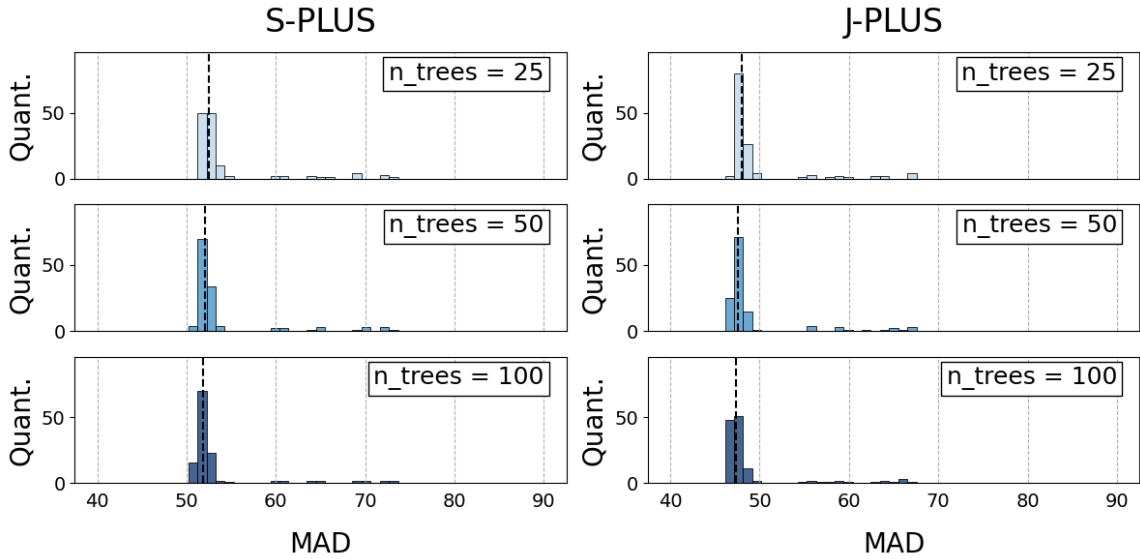 S-PLUS
J-PLUS
n_trees = 25
Quant.
50
0
n_trees = 25
Quant.
50
0
n_trees = 50
Quant.
50
0
n_trees = 50
Quant.
50
0
n_trees = 100
Quant.
50
0
n_trees = 100
Quant.
50
0
40 50 60 70 80 90
40 50 60 70 80 90
MAD
MAD